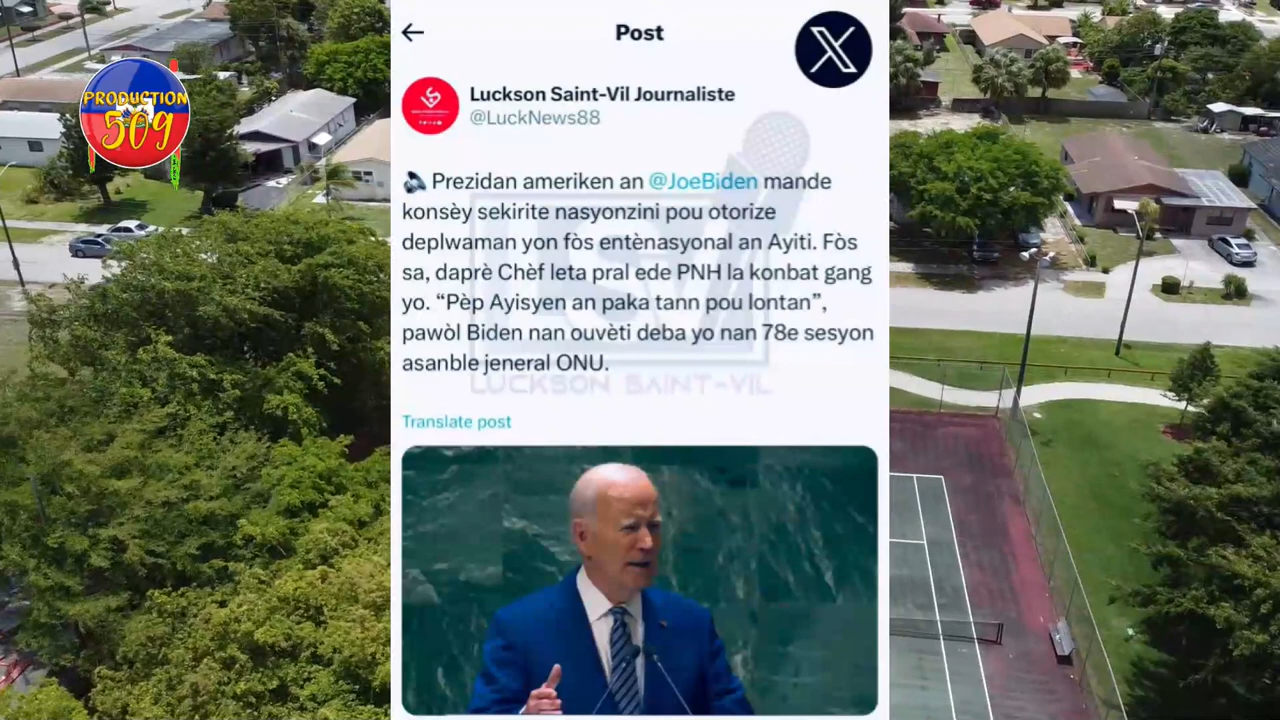 PRODUCTION
509
Post
X
Luckson Saint-Vil Journaliste
@LuckNews88
Prezidan ameriken an @JoeBiden mande
konsèy sekirite nasyonzini pou otorize
deplwaman yon fòs entènasyonal an Ayiti. Fòs
sa, daprè Chèf leta pral ede PNH la konbat gang
yo. “Pèp Ayisyen an paka tann pou lontan”,
pawòl Biden nan ouvèti deba yo nan 78e sesyon
asanble jeneral ONU.
LSV
LUCKSON SAINT-VIL
Translate post